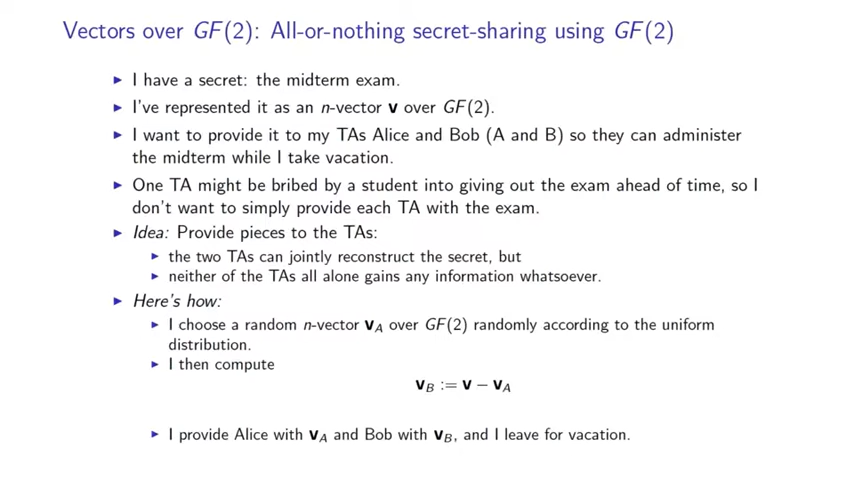 Vectors over GF(2): All-or-nothing secret-sharing using GF(2)
▶ I have a secret: the midterm exam.
▶ I've represented it as an n-vector v over GF(2).
▶ I want to provide it to my TAs Alice and Bob (A and B) so they can administer
the midterm while I take vacation.
▶ One TA might be bribed by a student into giving out the exam ahead of time, so I
don't want to simply provide each TA with the exam.
▶ Idea: Provide pieces to the TAs:
▶ the two TAs can jointly reconstruct the secret, but
▶ neither of the TAs all alone gains any information whatsoever.
▶ Here's how:
▶ I choose a random n-vector v_A over GF(2) randomly according to the uniform
distribution.
▶ I then compute
v_B := v − v_A
▶ I provide Alice with v_A and Bob with v_B, and I leave for vacation.